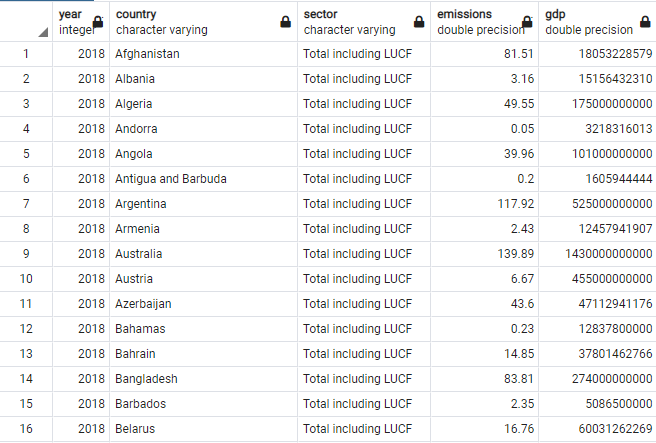 year country sector emissions gdp
integer character varying character varying double precision double precision
1 2018 Afghanistan Total including LUCF 81.51 18053228579
2 2018 Albania Total including LUCF 3.16 15156432310
3 2018 Algeria Total including LUCF 49.55 175000000000
4 2018 Andorra Total including LUCF 0.05 3218316013
5 2018 Angola Total including LUCF 39.96 101000000000
6 2018 Antigua and Barbuda Total including LUCF 0.2 1605944444
7 2018 Argentina Total including LUCF 117.92 525000000000
8 2018 Armenia Total including LUCF 2.43 12457941907
9 2018 Australia Total including LUCF 139.89 1430000000000
10 2018 Austria Total including LUCF 6.67 455000000000
11 2018 Azerbaijan Total including LUCF 43.6 47112941176
12 2018 Bahamas Total including LUCF 0.23 12837800000
13 2018 Bahrain Total including LUCF 14.85 37801462766
14 2018 Bangladesh Total including LUCF 83.81 274000000000
15 2018 Barbados Total including LUCF 2.35 5086500000
16 2018 Belarus Total including LUCF 16.76 60031262269